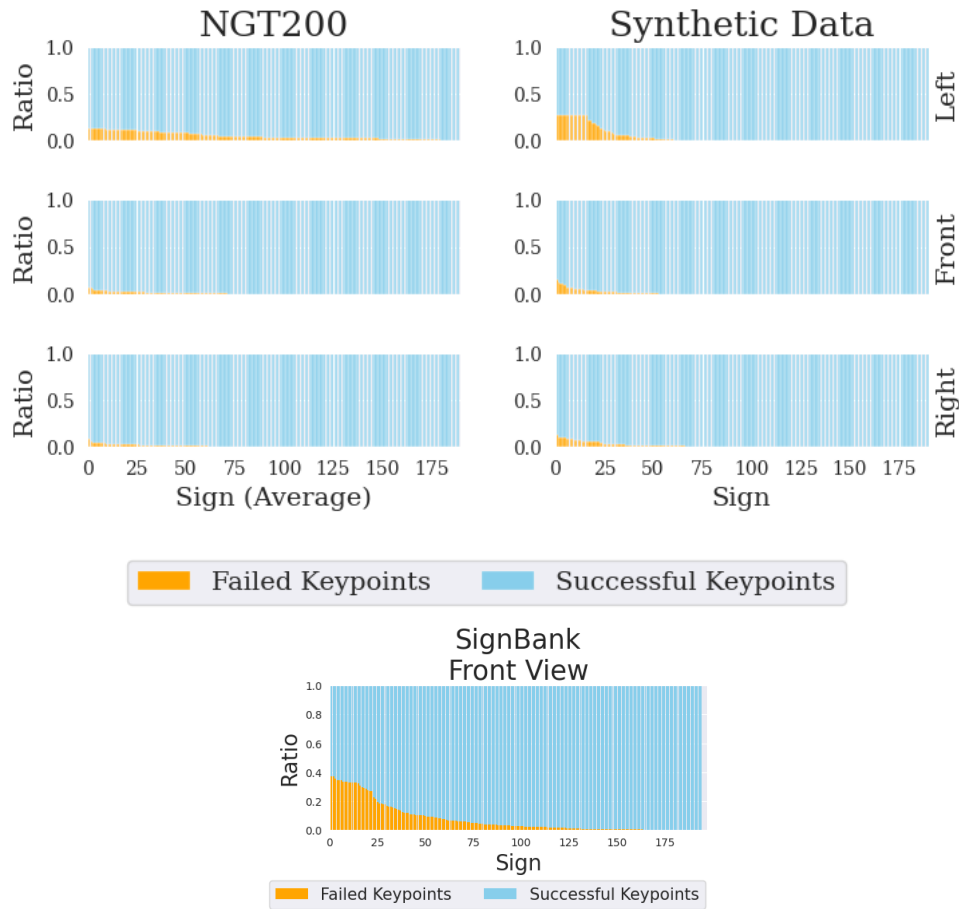 NGT200
Synthetic Data
Ratio
1.0
0.5
0.0
1.0
0.5
0.0
Left
Ratio
1.0
0.5
0.0
1.0
0.5
0.0
Front
Ratio
1.0
0.5
0.0
1.0
0.5
0.0
Right
0 25 50 75 100 125 150 175
0 25 50 75 100 125 150 175
Sign (Average)
Sign
Failed Keypoints Successful Keypoints
SignBank
Front View
Ratio
1.0
0.8
0.6
0.4
0.2
0.0
0 25 50 75 100 125 150 175
Sign
Failed Keypoints Successful Keypoints